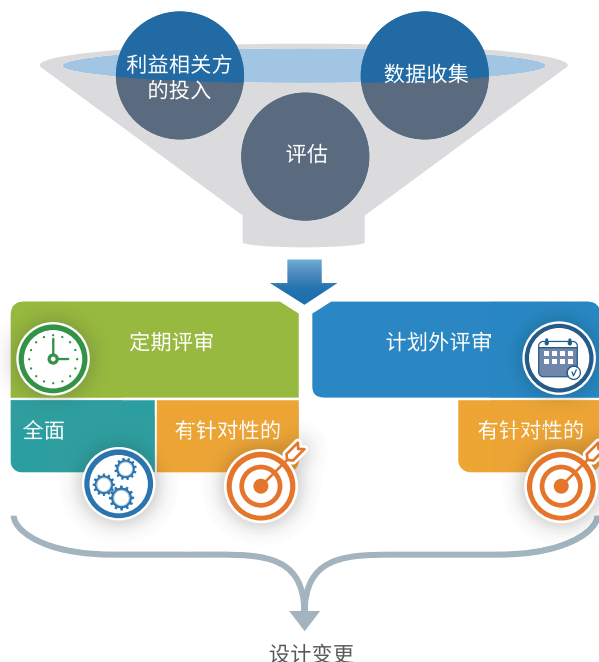 利益相关方
的投入
数据收集
评估
定期评审
计划外评审
全面
有针对性的
有针对性的
设计变更